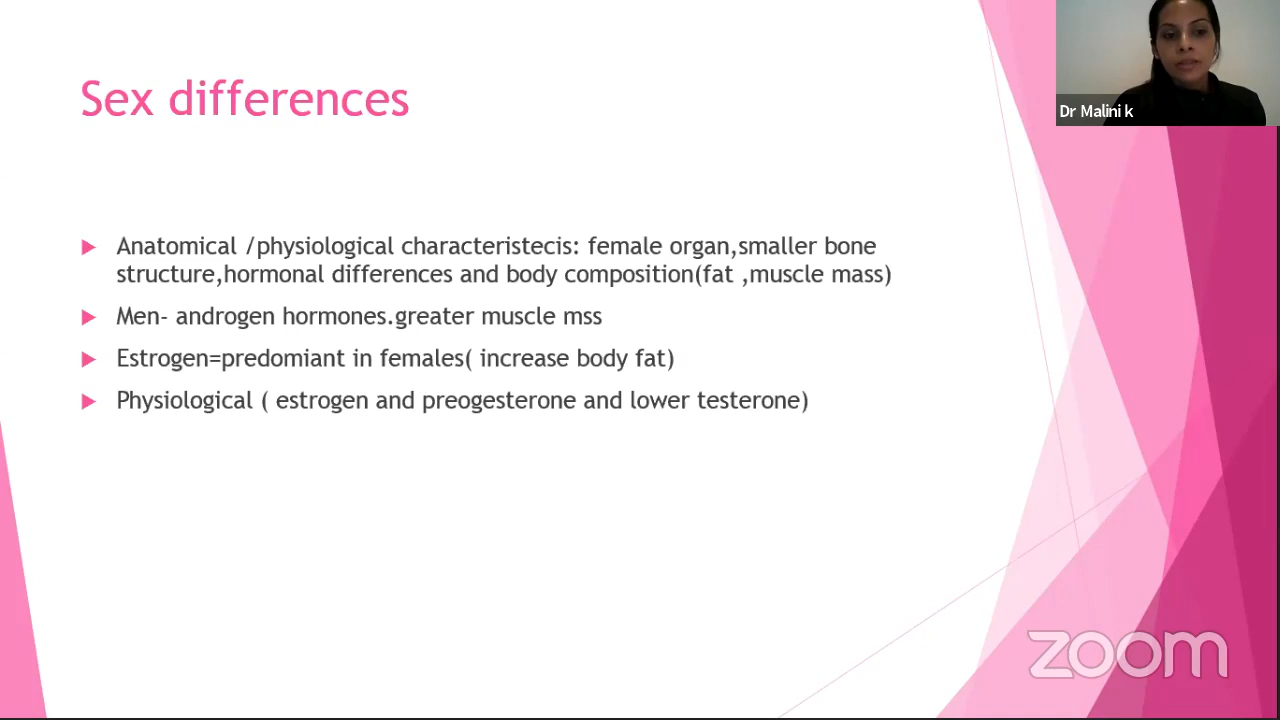 Sex differences
Dr Malini k
Anatomical /physiological characteristecis: female organ,smaller bone
structure,hormonal differences and body composition(fat ,muscle mass)
Men- androgen hormones.greater muscle mss
Estrogen=predomiant in females( increase body fat)
Physiological ( estrogen and preogesterone and lower testerone)
zoom